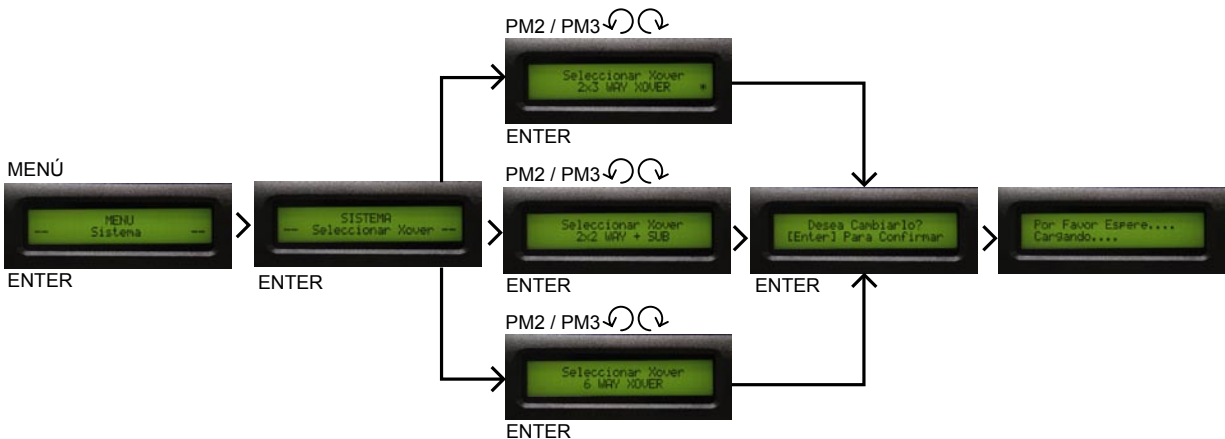 PM2 / PM3
Seleccionar Xover
2x3 WAY XOVER *
ENTER
MENÚ
MENU
-- Sistema --
ENTER
SISTEMA
-- Seleccionar Xover --
ENTER
PM2 / PM3
Seleccionar Xover
2x2 WAY + SUB
ENTER
Desea Cambiarlo?
[Enter] Para Confirmar
ENTER
Por Favor Espere....
Cargando....
PM2 / PM3
Seleccionar Xover
6 WAY XOVER
ENTER